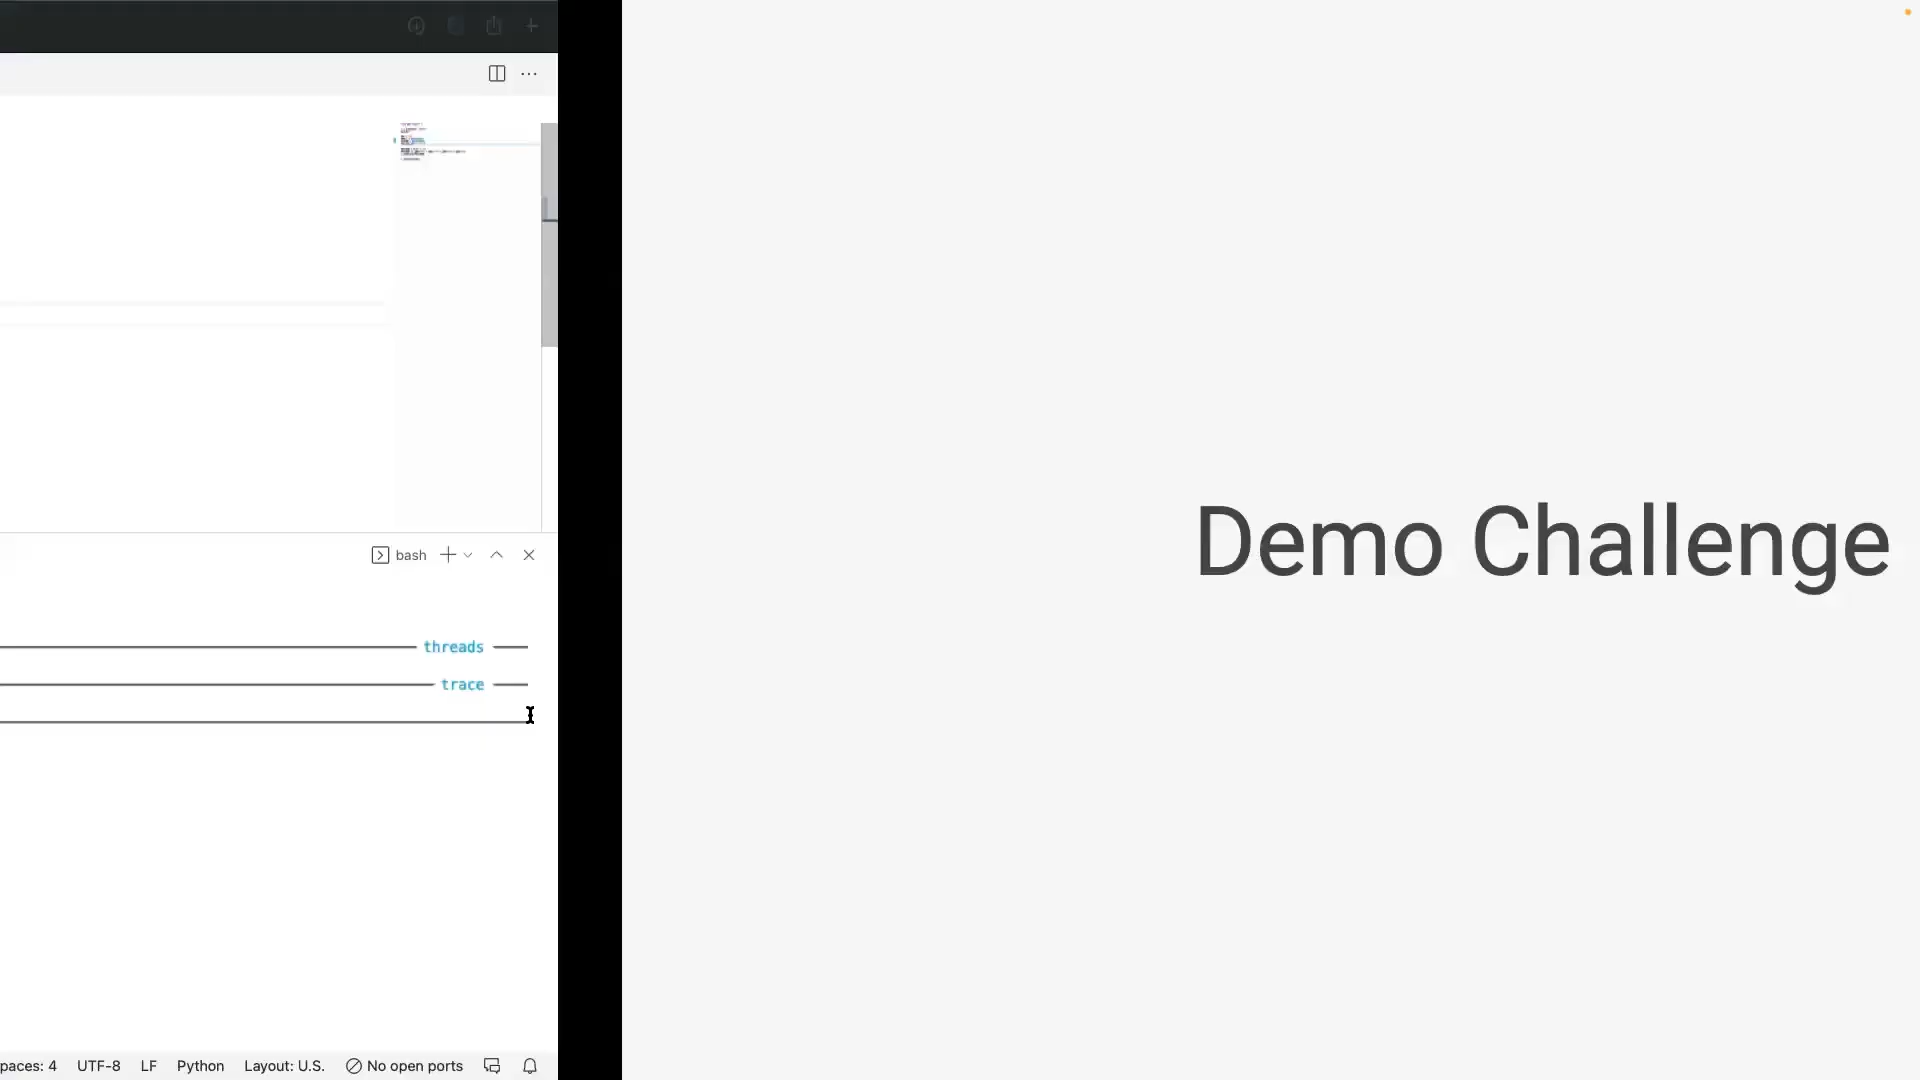 bash
threads
trace
paces: 4 UTF-8 LF Python Layout: U.S. No open ports
Demo Challenge